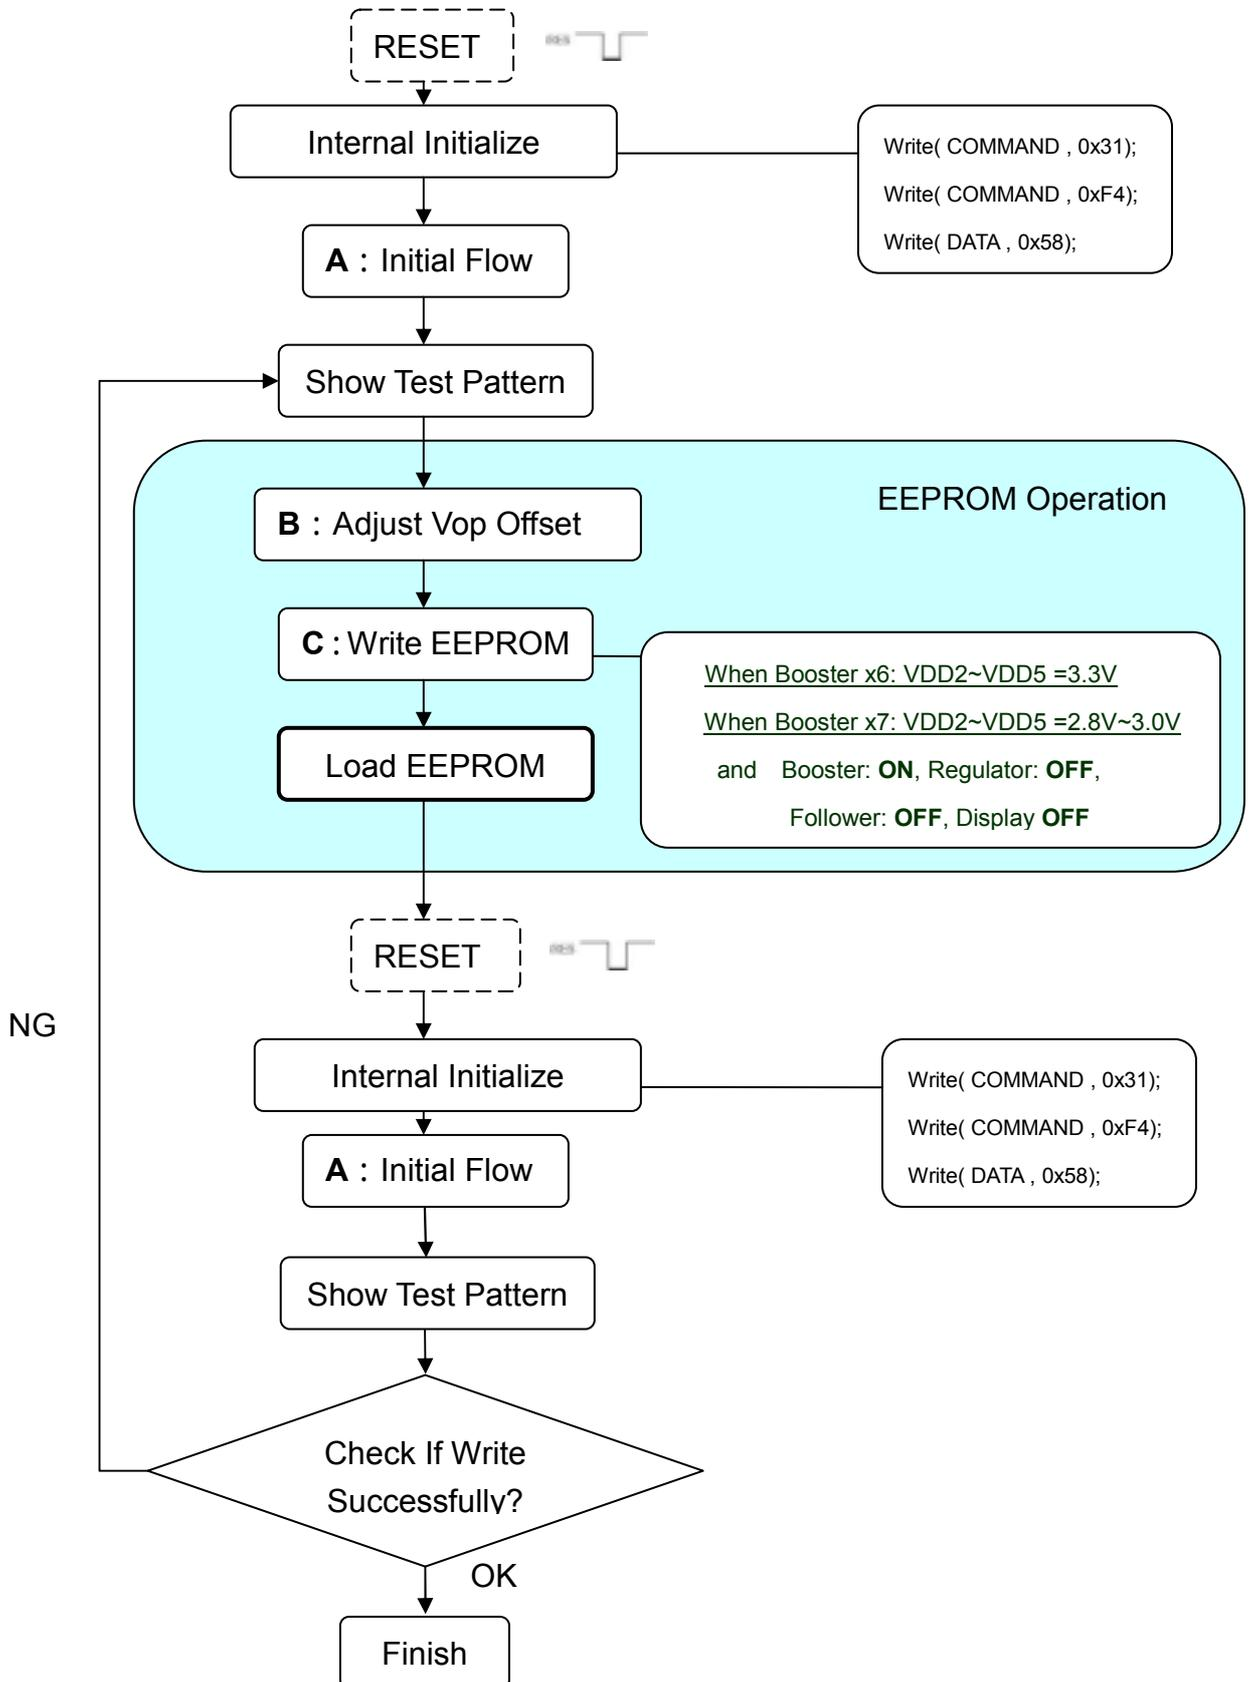 RESET
Internal Initialize
Write( COMMAND , 0x31);
Write( COMMAND , 0xF4);
Write( DATA , 0x58);
A : Initial Flow
Show Test Pattern
EEPROM Operation
B : Adjust Vop Offset
C : Write EEPROM
When Booster x6: VDD2~VDD5 =3.3V
When Booster x7: VDD2~VDD5 =2.8V~3.0V
and Booster: ON, Regulator: OFF,
Follower: OFF, Display OFF
Load EEPROM
RESET
NG
Internal Initialize
Write( COMMAND , 0x31);
Write( COMMAND , 0xF4);
Write( DATA , 0x58);
A : Initial Flow
Show Test Pattern
Check If Write
Successfully?
OK
Finish